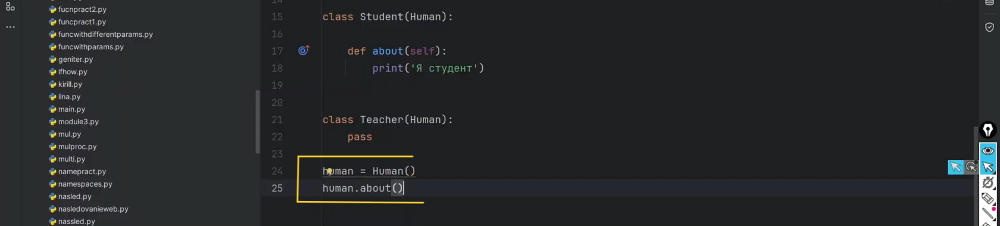 fucnpract2.py
funcpract1.py
funcwithdifferentparams.py
funcwithparams.py
geniter.py
ifhow.py
kirill.py
lina.py
main.py
module3.py
mul.py
mulproc.py
multi.py
namepract.py
namespaces.py
nasled.py
nasledovanieweb.py
nassled.py
15 class Student(Human):
16
17 def about(self):
18 print('Я студент')
19
20
21 class Teacher(Human):
22 pass
23
24 human = Human()
25 human.about()